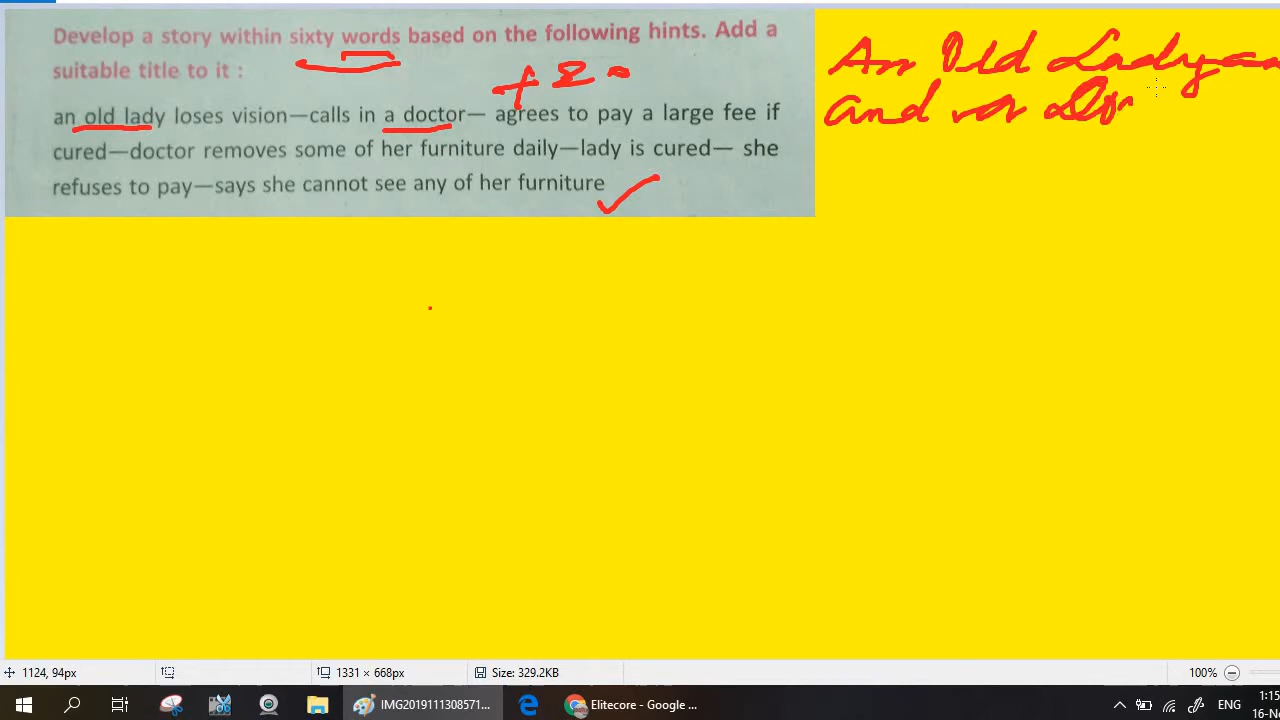 Develop a story within sixty words based on the following hints. Add a
suitable title to it :
an old lady loses vision—calls in a doctor— agrees to pay a large fee if
cured—doctor removes some of her furniture daily—lady is cured— she
refuses to pay—says she cannot see any of her furniture
An Old Lady
and
1124, 94px
1331 × 668px
Size: 329.2KB
100%
IMG2019111308571...
Elitecore - Google ...
ENG
1:15
16-No